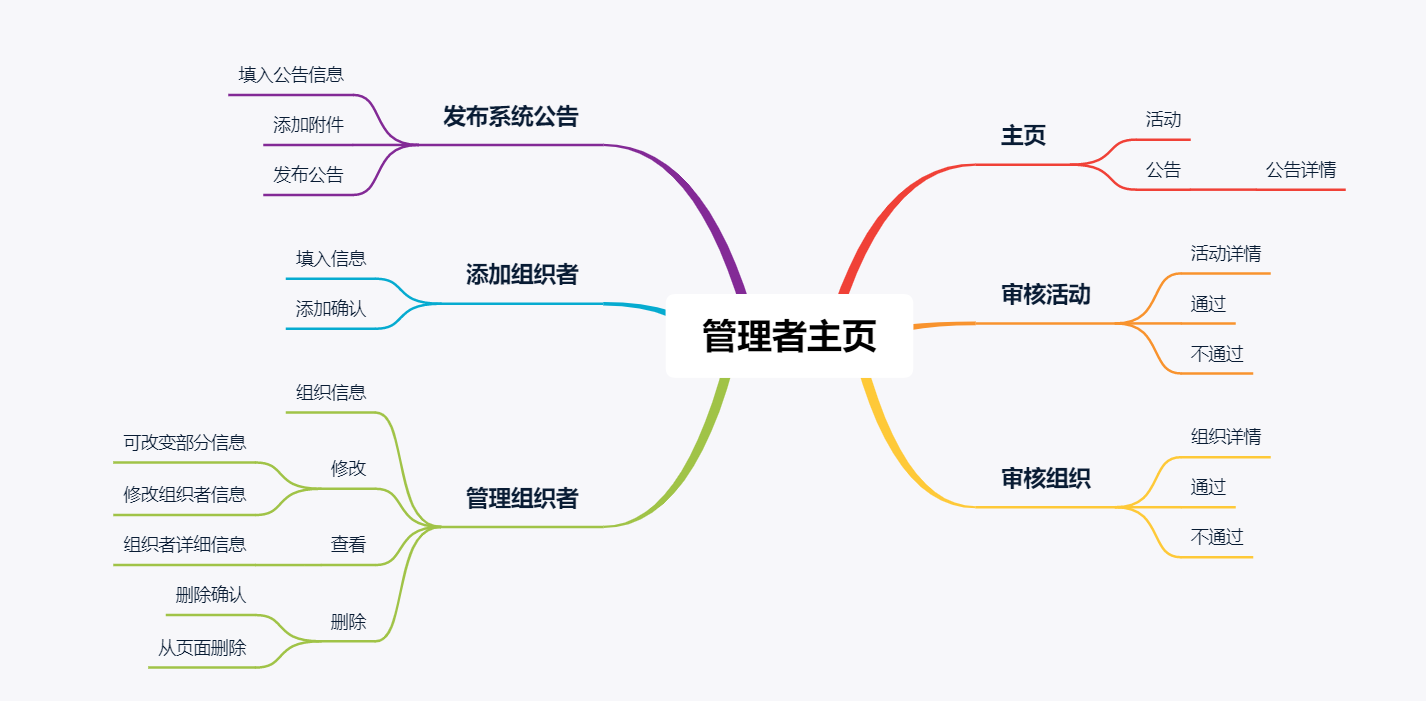 管理者主页
主页
活动
公告
公告详情
审核活动
活动详情
通过
不通过
审核组织
组织详情
通过
不通过
发布系统公告
填入公告信息
添加附件
发布公告
添加组织者
填入信息
添加确认
管理组织者
组织信息
修改
可改变部分信息
修改组织者信息
查看
组织者详细信息
删除
删除确认
从页面删除